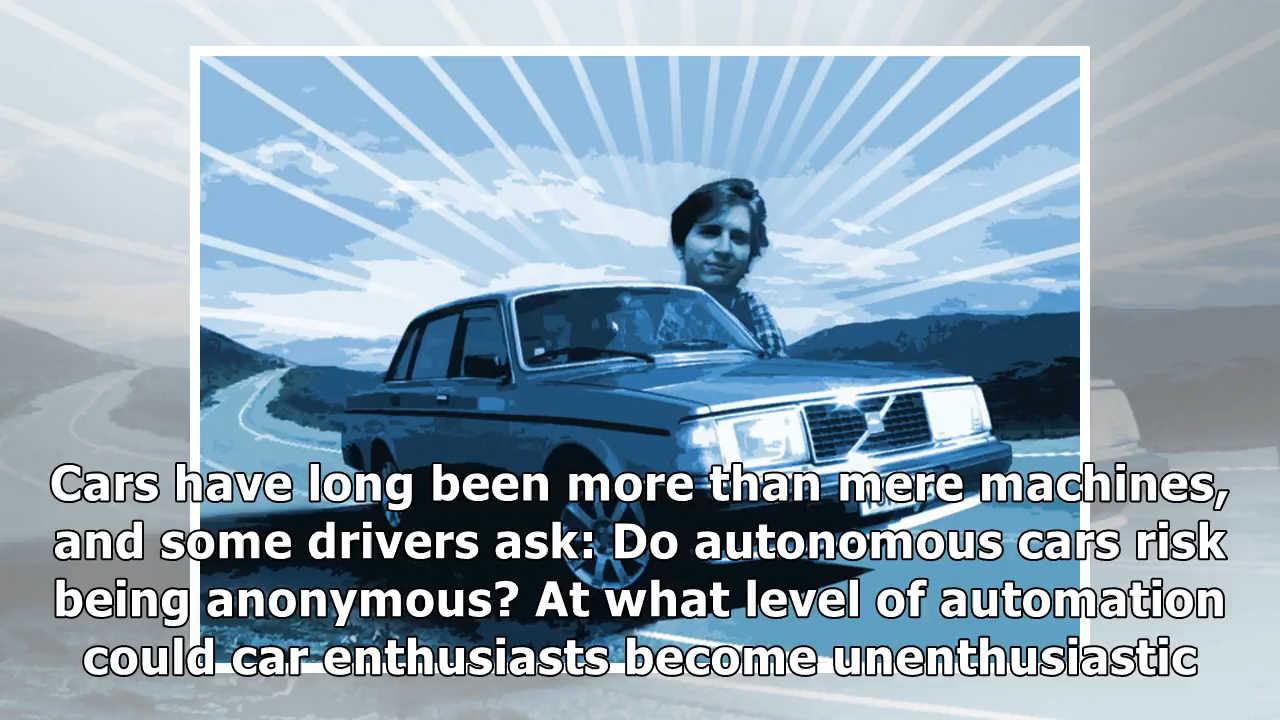 Cars have long been more than mere machines,
and some drivers ask: Do autonomous cars risk
being anonymous? At what level of automation
could car enthusiasts become unenthusiastic